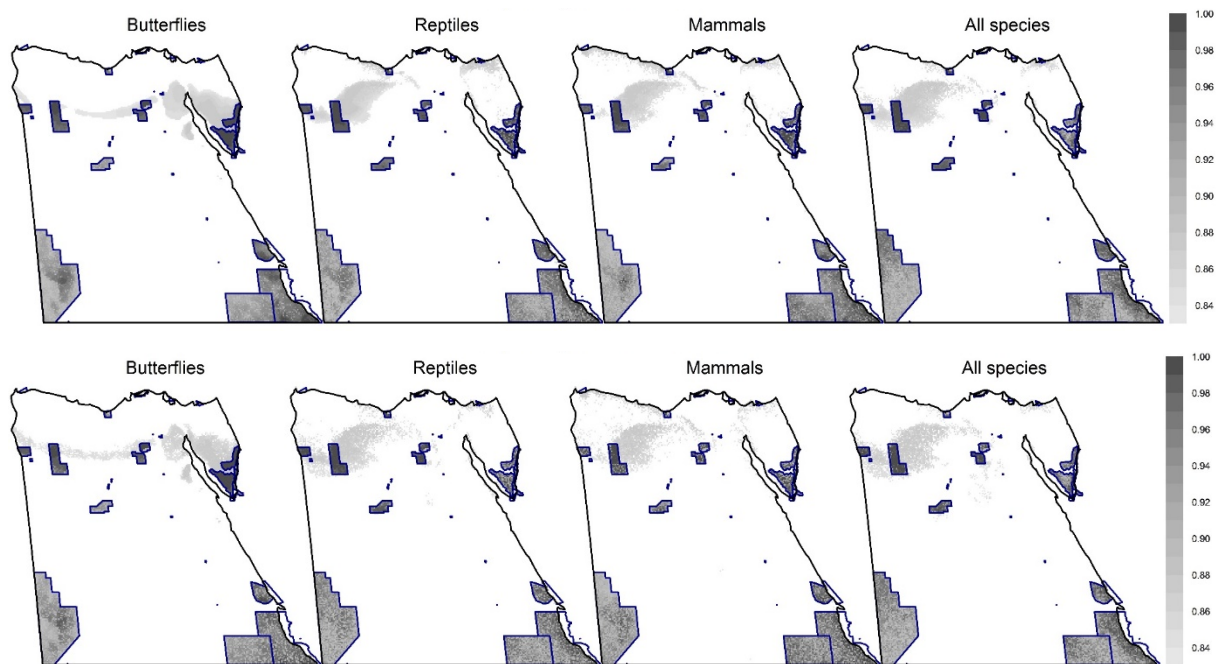 Butterflies
Reptiles
Mammals
All species
1.00
0.98
0.96
0.94
0.92
0.90
0.88
0.86
0.84
Butterflies
Reptiles
Mammals
All species
1.00
0.98
0.96
0.94
0.92
0.90
0.88
0.86
0.84